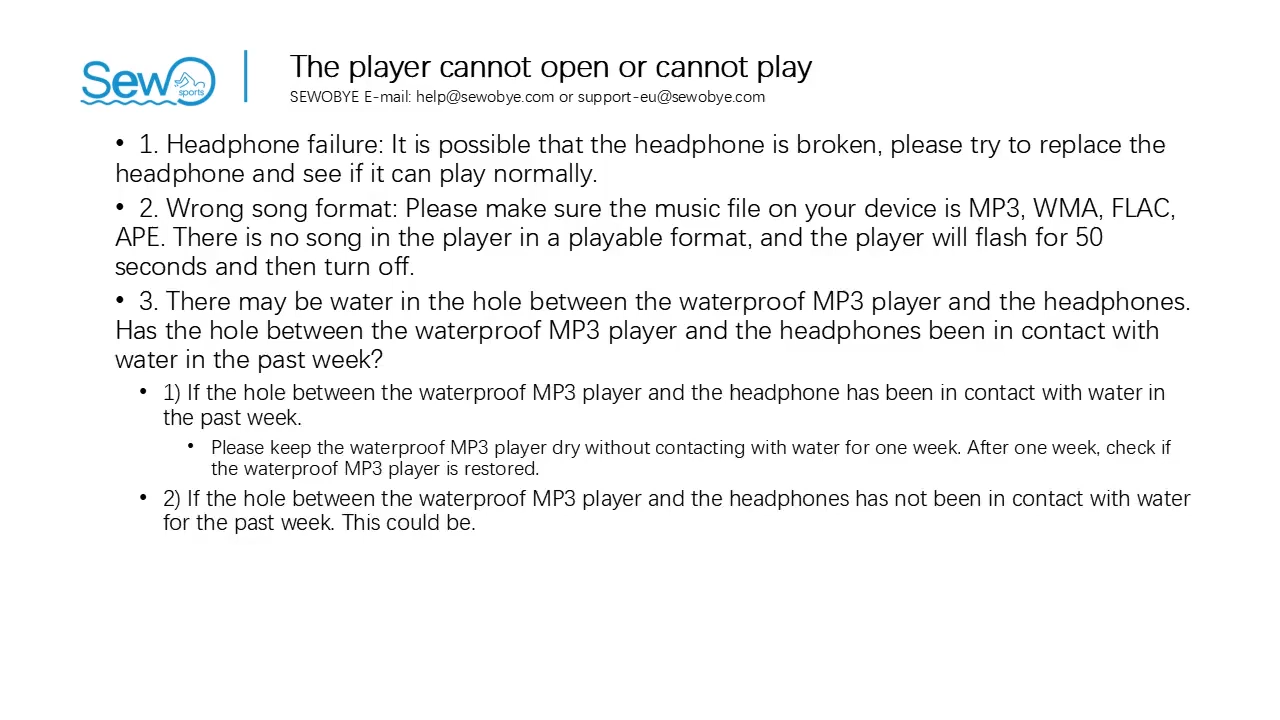 Sewo
sports
The player cannot open or cannot play
SEWOBYE E-mail: help@sewobye.com or support-eu@sewobye.com
• 1. Headphone failure: It is possible that the headphone is broken, please try to replace the
headphone and see if it can play normally.
• 2. Wrong song format: Please make sure the music file on your device is MP3, WMA, FLAC,
APE. There is no song in the player in a playable format, and the player will flash for 50
seconds and then turn off.
• 3. There may be water in the hole between the waterproof MP3 player and the headphones.
Has the hole between the waterproof MP3 player and the headphones been in contact with
water in the past week?
• 1) If the hole between the waterproof MP3 player and the headphone has been in contact with water in
the past week.
• Please keep the waterproof MP3 player dry without contacting with water for one week. After one week, check if
the waterproof MP3 player is restored.
• 2) If the hole between the waterproof MP3 player and the headphones has not been in contact with water
for the past week. This could be.